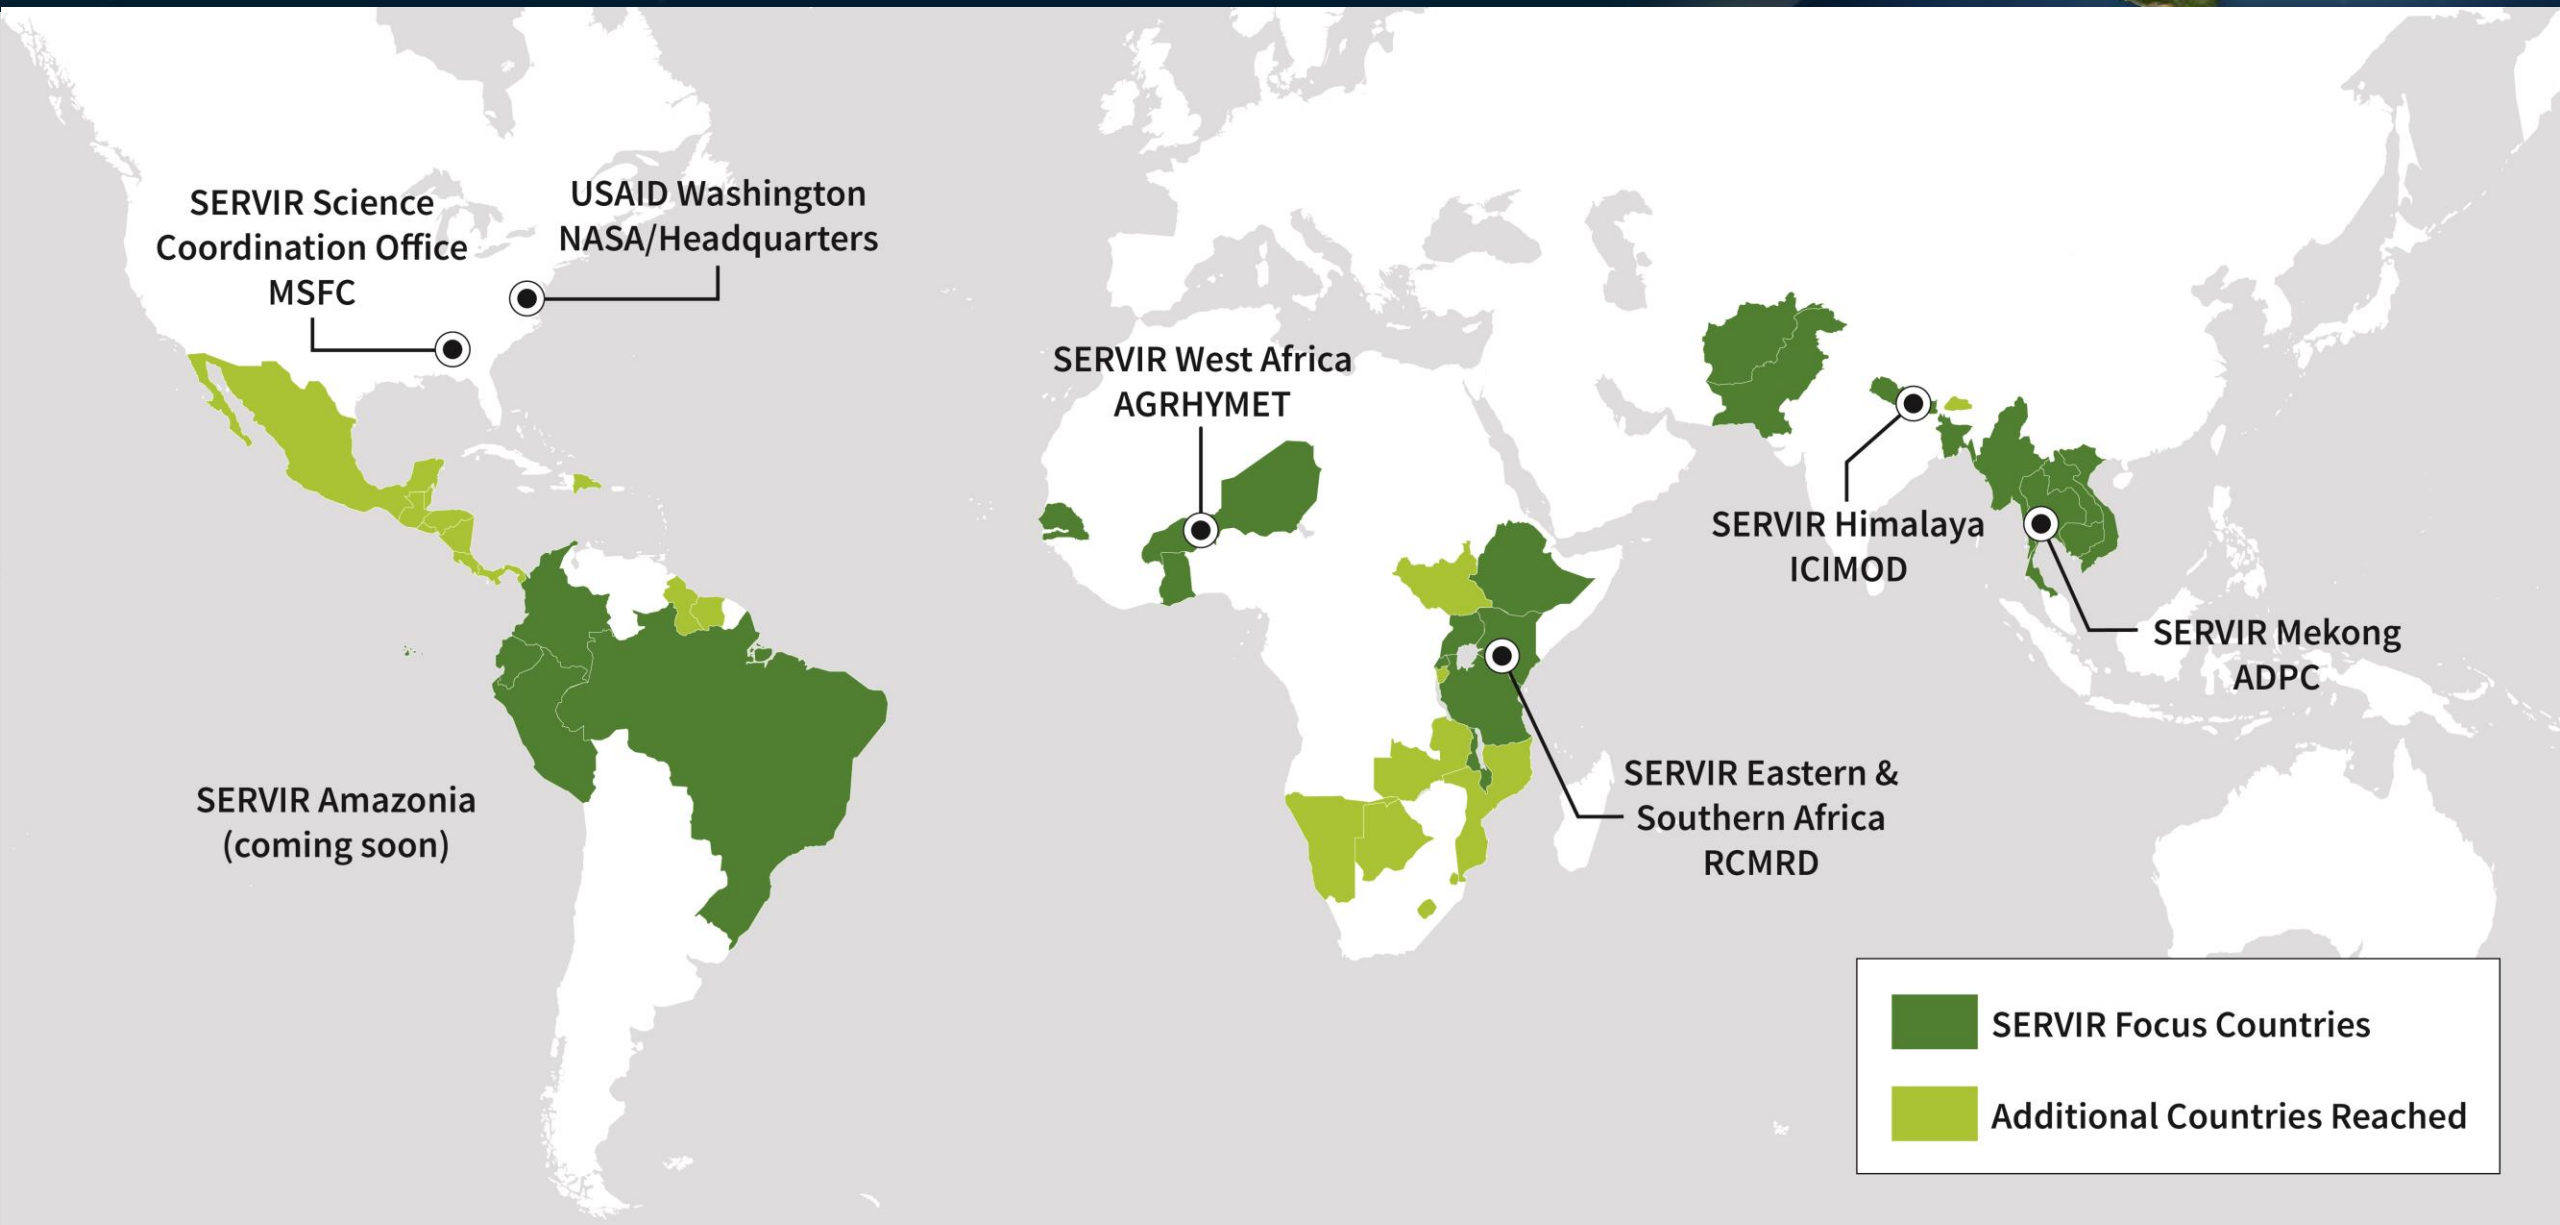 SERVIR Science
Coordination Office
MSFC
USAID Washington
NASA/Headquarters
SERVIR West Africa
AGRHYMET
SERVIR Himalaya
ICIMOD
SERVIR Mekong
ADPC
SERVIR Eastern &
Southern Africa
RCMRD
SERVIR Amazonia
(coming soon)
SERVIR Focus Countries
Additional Countries Reached